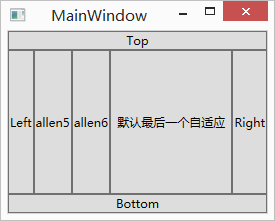 MainWindow
Top
Left allen5 allen6 默认最后一个自适应 Right
Bottom